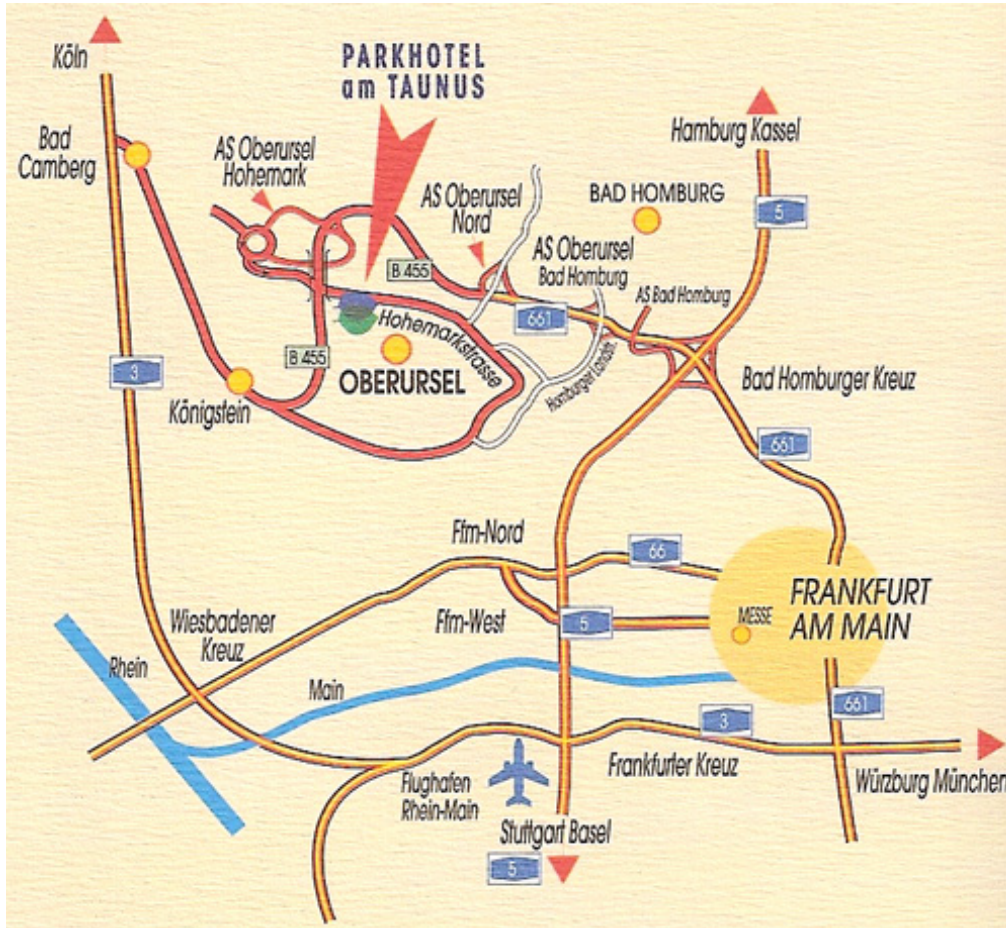 Köln
PARKHOTEL
am TAUNUS
Hamburg Kassel
Bad
Camberg
AS Oberursel
Hohemark
AS Oberursel
Nord
BAD HOMBURG
5
AS Oberursel
Bad Homburg
B 455
AS Bad Homburg
661
Hohemarkstrasse
B 455
3
OBERURSEL
Homburger Landstr.
Bad Homburger Kreuz
Königstein
661
Ffm-Nord
66
Wiesbadener
Kreuz
Ffm-West
5
MESSE
FRANKFURT
AM MAIN
Rhein
Main
661
3
Flughafen
Rhein-Main
Frankfurter Kreuz
Würzburg München
Stuttgart Basel
5